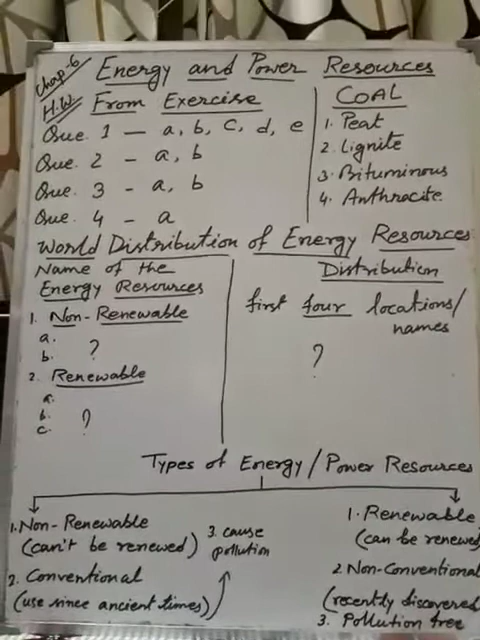 Chap-6 Energy and Power Resources
H.W. From Exercise
Que. 1 - a, b, c, d, e
Que. 2 - a, b
Que. 3 - a, b
Que. 4 - a
COAL
1. Peat
2. Lignite
3. Bituminous
4. Anthracite
World Distribution of Energy Resources
Name of the
Energy Resources
1. Non-Renewable
a.
b. ?
2. Renewable
a.
b. ?
c.
Distribution
first four locations/
names
?
Types of Energy/Power Resources
1. Non-Renewable
(can't be renewed)
2. Conventional
(use since ancient times)
3. cause
pollution
1. Renewable
(can be renewed
2 Non-Conventional
(recently discovered
3. Pollution free